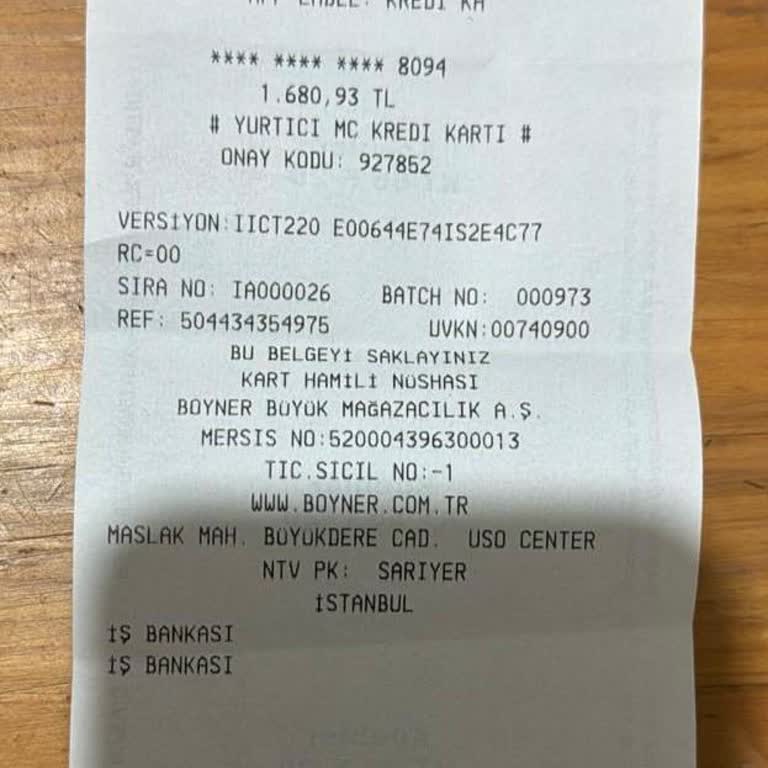 KREDI KA
**** **** **** 8094
1.680,93 TL
# YURTICI MC KREDI KARTI #
ONAY KODU: 927852
VERSİYON:IICT220 E00644E74IS2E4C77
RC=00
SIRA NO: IA000026 BATCH NO: 000973
REF: 504434354975 UVKN:00740900
BU BELGEYİ SAKLAYINIZ
KART HAMİLİ NÜSHASI
BOYNER BÜYÜK MAĞAZACILIK A.Ş.
MERSIS NO:520004396300013
TIC.SICIL NO:-1
WWW.BOYNER.COM.TR
MASLAK MAH. BÜYÜKDERE CAD. USO CENTER
NTV PK: SARIYER
İSTANBUL
İŞ BANKASI
İŞ BANKASI